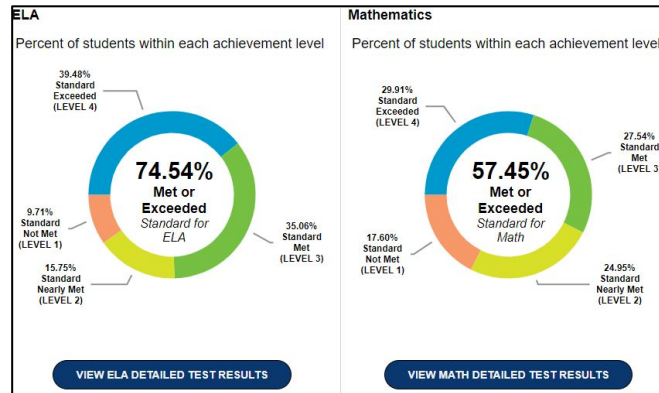 ELA
Percent of students within each achievement level
39.48%
Standard
Exceeded
(LEVEL 4)
74.54%
Met or
Exceeded
Standard for
ELA
9.71%
Standard
Not Met
(LEVEL 1)
35.06%
Standard
Met
(LEVEL 3)
15.75%
Standard
Nearly Met
(LEVEL 2)
VIEW ELA DETAILED TEST RESULTS
Mathematics
Percent of students within each achievement level
29.91%
Standard
Exceeded
(LEVEL 4)
27.54%
Standard
Met
(LEVEL 3)
57.45%
Met or
Exceeded
Standard for
Math
17.60%
Standard
Not Met
(LEVEL 1)
24.95%
Standard
Nearly Met
(LEVEL 2)
VIEW MATH DETAILED TEST RESULTS